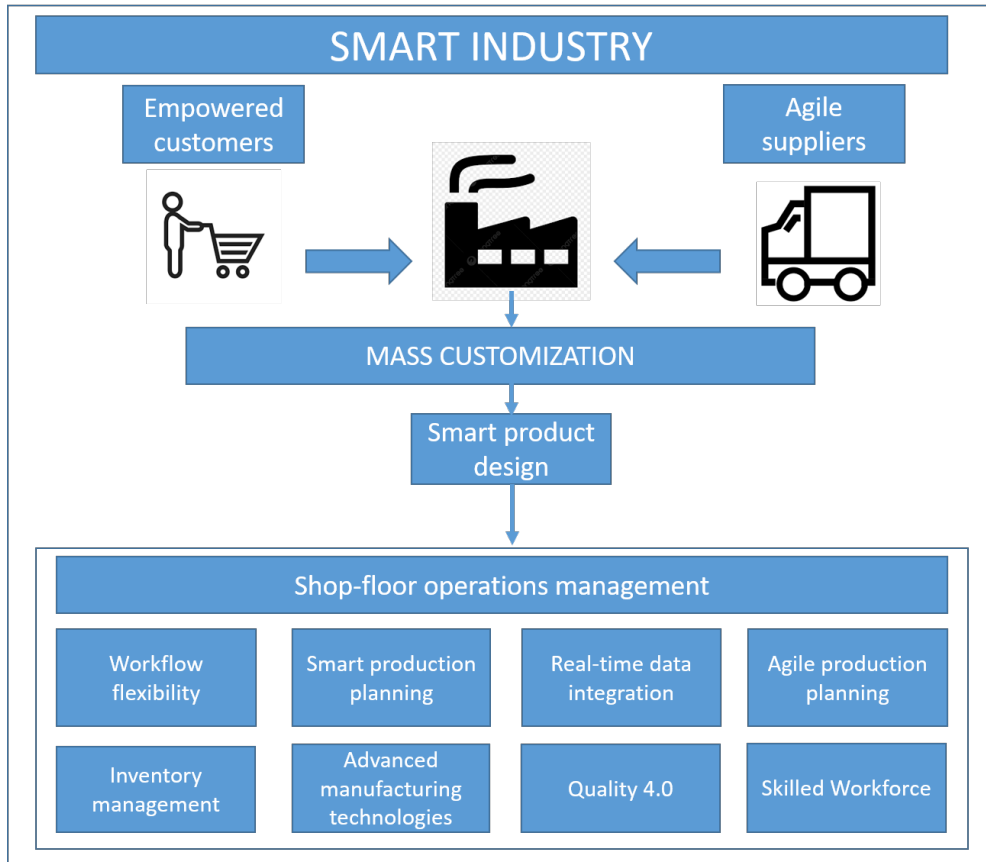 SMART INDUSTRY
Empowered
customers
Agile
suppliers
MASS CUSTOMIZATION
Smart product
design
Shop-floor operations management
Workflow
flexibility
Smart production
planning
Real-time data
integration
Agile production
planning
Inventory
management
Advanced
manufacturing
technologies
Quality 4.0
Skilled Workforce